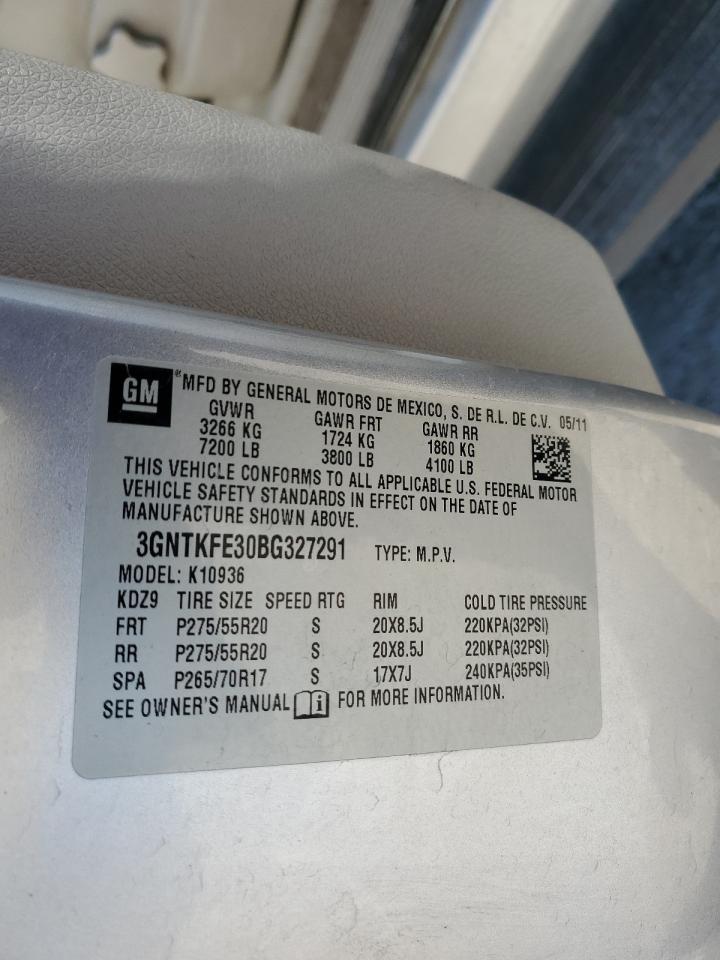 GM ® MFD BY GENERAL MOTORS DE MEXICO, S. DE R.L. DE C.V. 05/11
GVWR GAWR FRT GAWR RR
3266 KG 1724 KG 1860 KG
7200 LB 3800 LB 4100 LB
THIS VEHICLE CONFORMS TO ALL APPLICABLE U.S. FEDERAL MOTOR
VEHICLE SAFETY STANDARDS IN EFFECT ON THE DATE OF
MANUFACTURE SHOWN ABOVE.
3GNTKFE30BG327291 TYPE: M.P.V.
MODEL: K10936
KDZ9 TIRE SIZE SPEED RTG RIM COLD TIRE PRESSURE
FRT P275/55R20 S 20X8.5J 220KPA(32PSI)
RR P275/55R20 S 20X8.5J 220KPA(32PSI)
SPA P265/70R17 S 17X7J 240KPA(35PSI)
SEE OWNER'S MANUAL i FOR MORE INFORMATION.